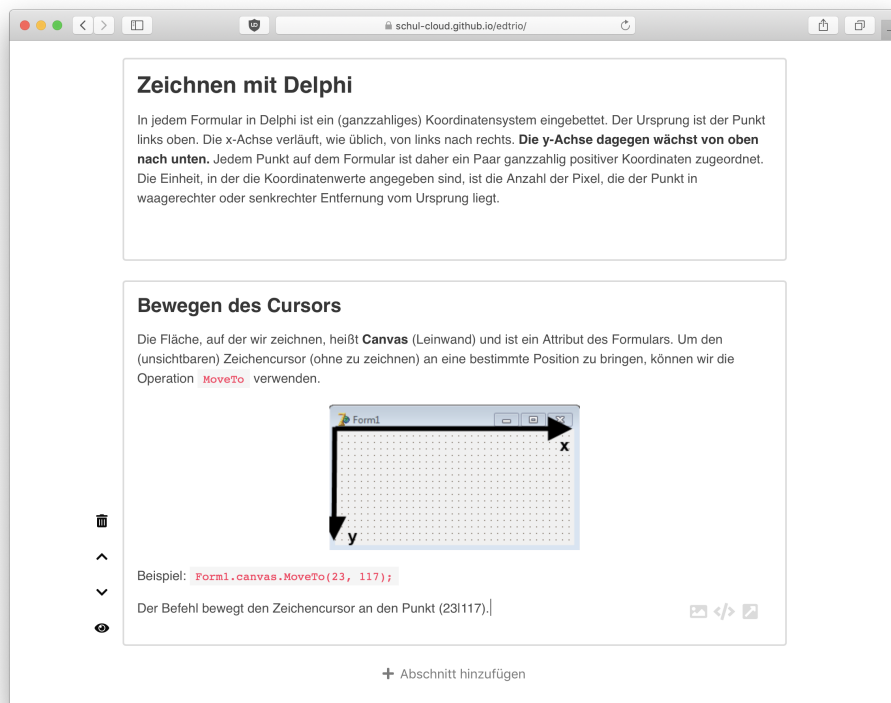 schul-cloud.github.io/edtrio/
Zeichnen mit Delphi
In jedem Formular in Delphi ist ein (ganzzahliges) Koordinatensystem eingebettet. Der Ursprung ist der Punkt
links oben. Die x-Achse verläuft, wie üblich, von links nach rechts. Die y-Achse dagegen wächst von oben
nach unten. Jedem Punkt auf dem Formular ist daher ein Paar ganzzahlig positiver Koordinaten zugeordnet.
Die Einheit, in der die Koordinatenwerte angegeben sind, ist die Anzahl der Pixel, die der Punkt in
waagerechter oder senkrechter Entfernung vom Ursprung liegt.
Bewegen des Cursors
Die Fläche, auf der wir zeichnen, heißt Canvas (Leinwand) und ist ein Attribut des Formulars. Um den
(unsichtbaren) Zeichencursor (ohne zu zeichnen) an eine bestimmte Position zu bringen, können wir die
Operation MoveTo verwenden.
Form1
x
y
Beispiel: Form1.canvas.MoveTo(23, 117);
Der Befehl bewegt den Zeichencursor an den Punkt (23|117).
Abschnitt hinzufügen